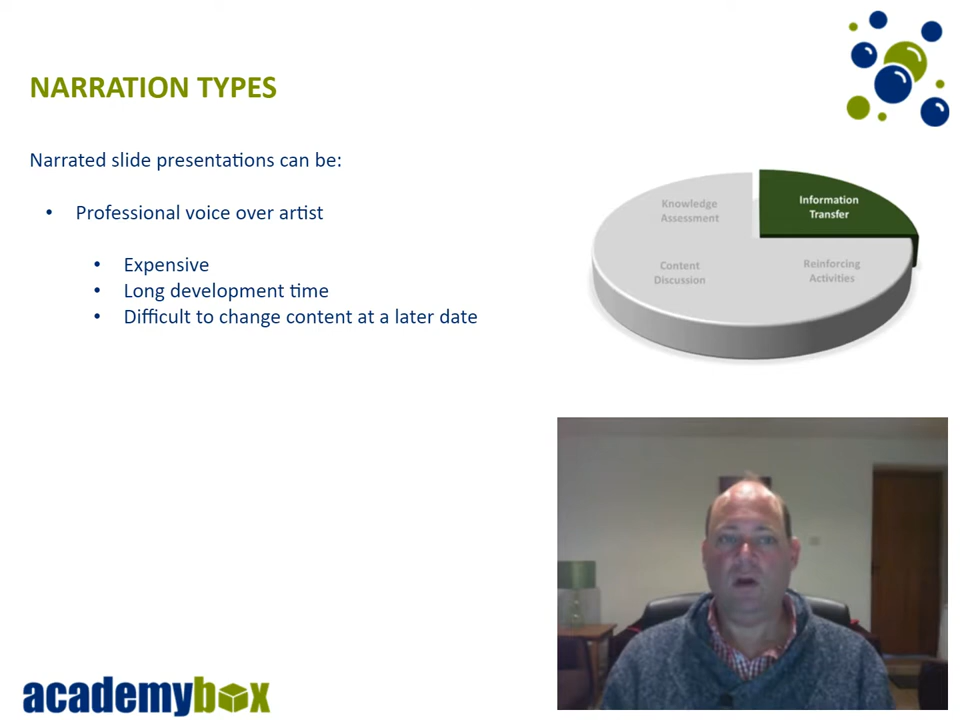 NARRATION TYPES
Narrated slide presentations can be:
• Professional voice over artist
• Expensive
• Long development time
• Difficult to change content at a later date
Knowledge
Assessment
Information
Transfer
Content
Discussion
Reinforcing
Activities
academybox